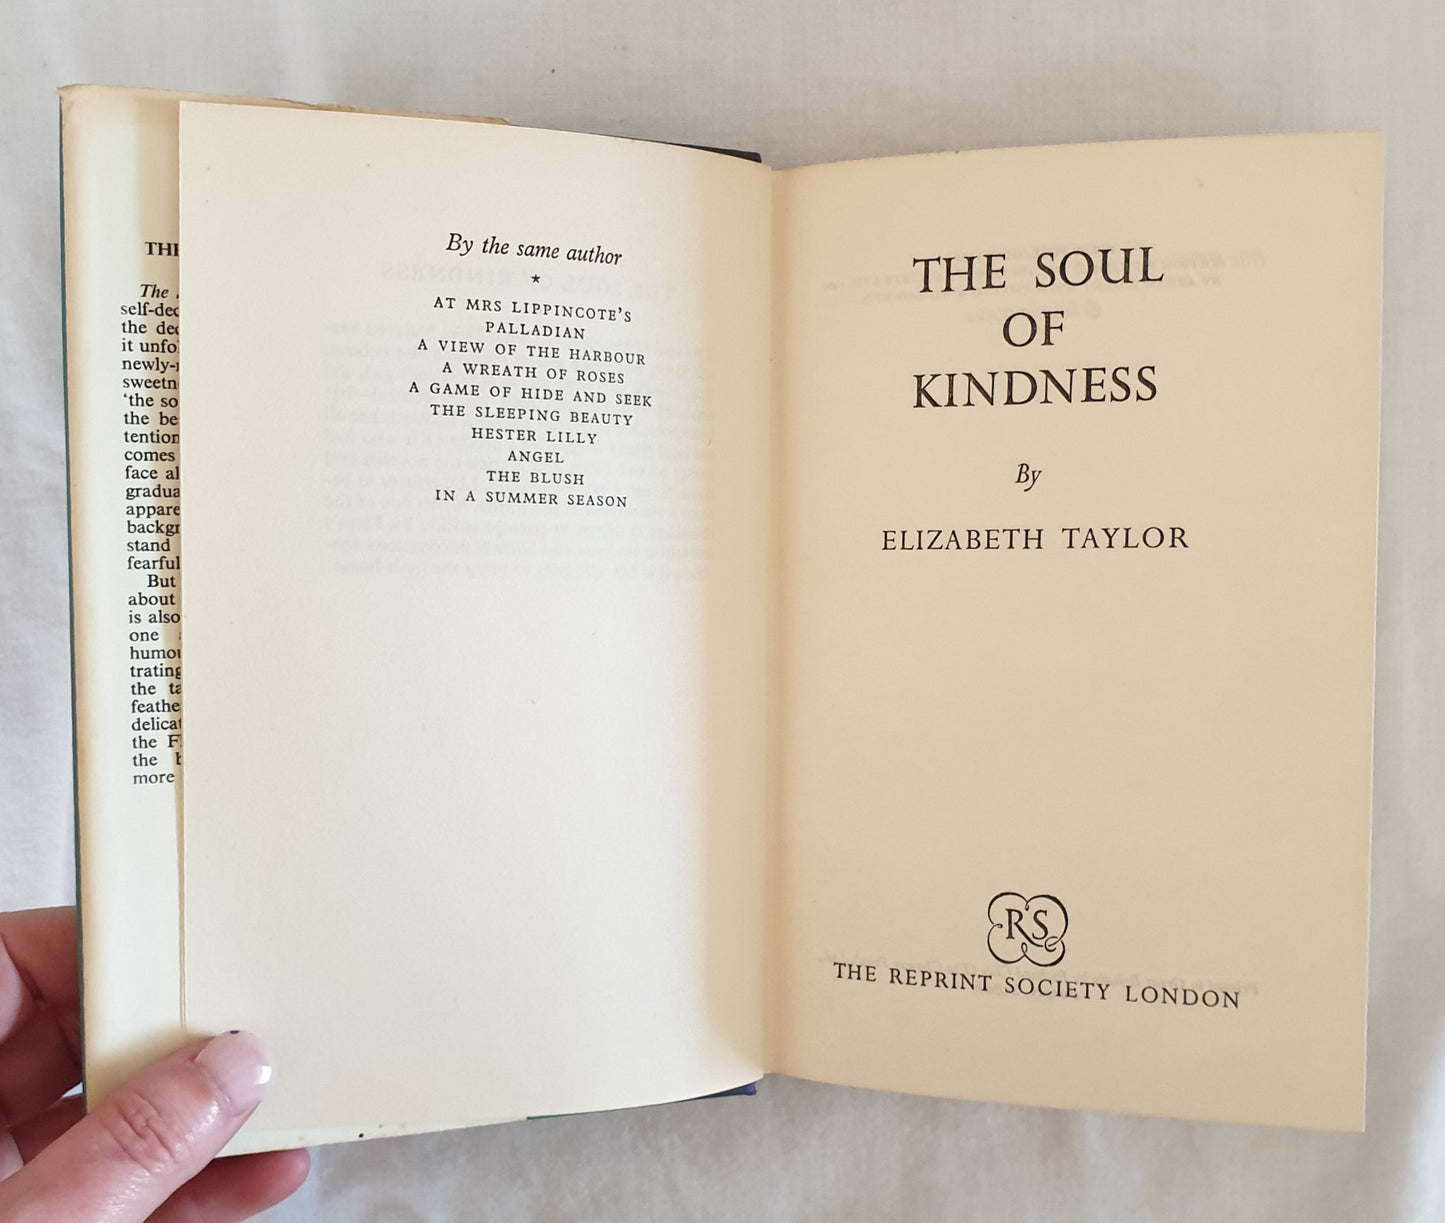 THE
The
self-dec
the dec
it unfo
newly-
sweetn
‘the so
the be
tention
comes
face al
gradua
appare
backgr
stand
fearful
But
about
is also
one
humou
trating
the ta
feathe
delicat
the F
the b
more
By the same author
*
AT MRS LIPPINCOTE'S
PALLADIAN
A VIEW OF THE HARBOUR
A WREATH OF ROSES
A GAME OF HIDE AND SEEK
THE SLEEPING BEAUTY
HESTER LILLY
ANGEL
THE BLUSH
IN A SUMMER SEASON
THE SOUL
OF
KINDNESS
By
ELIZABETH TAYLOR
RS
THE REPRINT SOCIETY LONDON